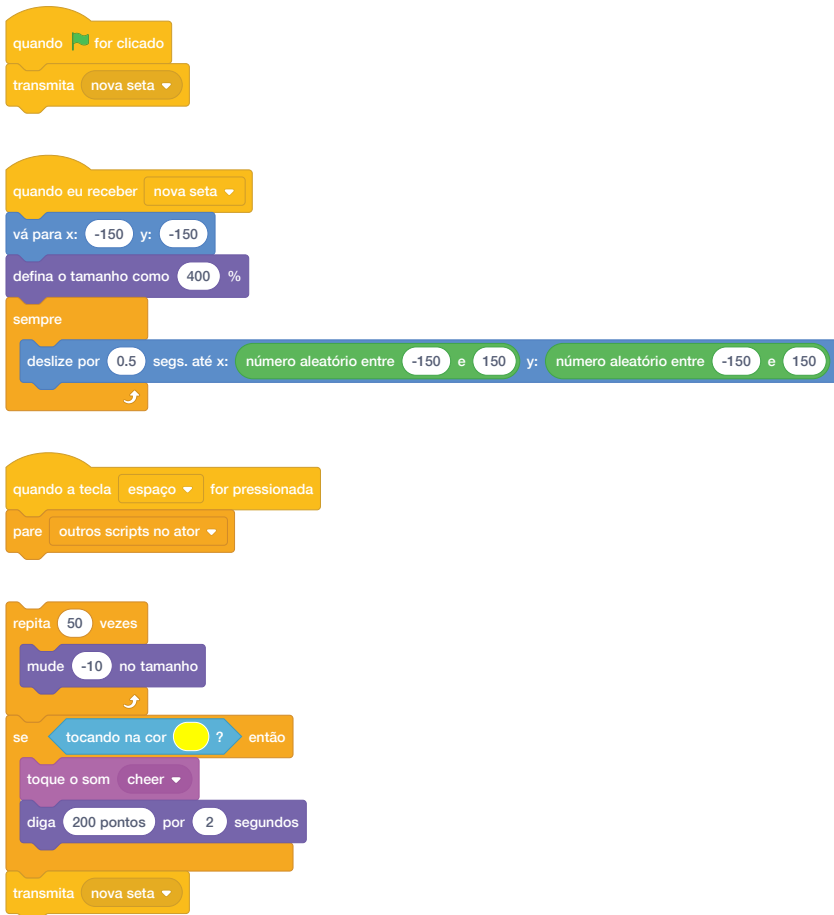 quando for clicado
transmita nova seta
quando eu receber nova seta
vá para x: -150 y: -150
defina o tamanho como 400 %
sempre
deslize por 0.5 segs. até x: número aleatório entre -150 e 150 y: número aleatório entre -150 e 150
quando a tecla espaço for pressionada
pare outros scripts no ator
repita 50 vezes
mude -10 no tamanho
se tocando na cor ? então
toque o som cheer
diga 200 pontos por 2 segundos
transmita nova seta